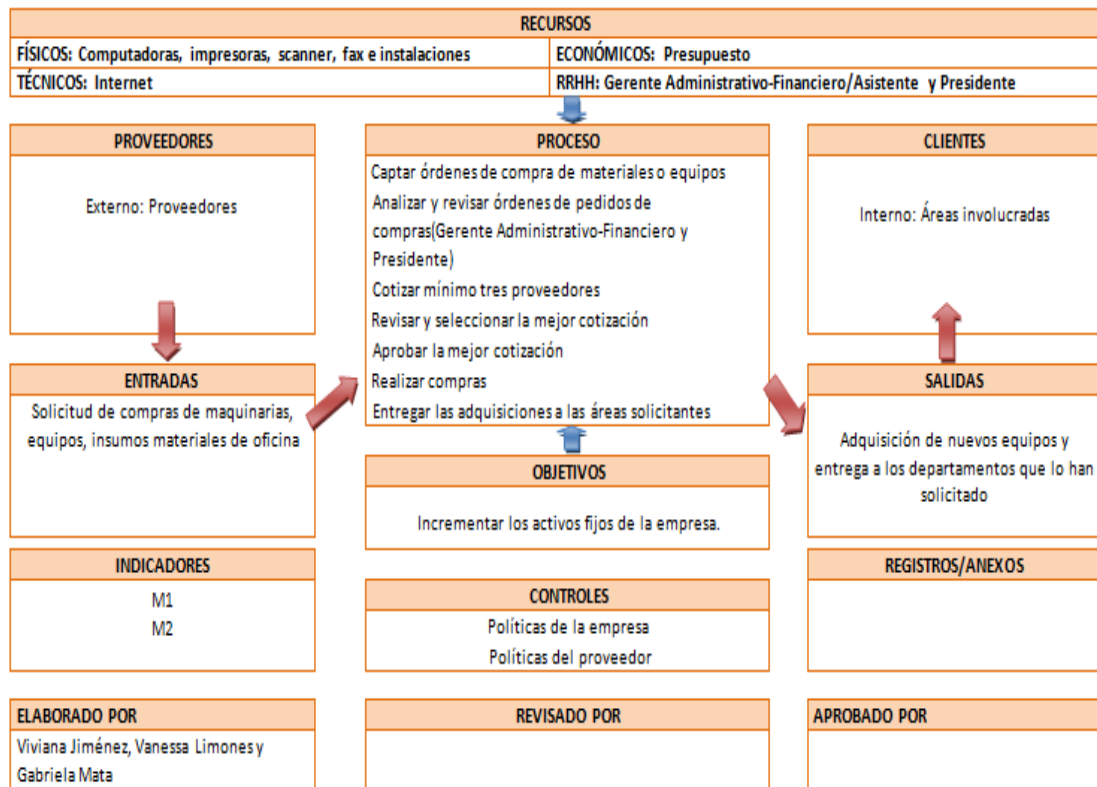 RECURSOS
FÍSICOS: Computadoras, impresoras, scanner, fax e instalaciones
ECONÓMICOS: Presupuesto
TÉCNICOS: Internet
RRHH: Gerente Administrativo-Financiero/Asistente y Presidente
PROVEEDORES
Externo: Proveedores
PROCESO
Captar órdenes de compra de materiales o equipos
Analizar y revisar órdenes de pedidos de
compras(Gerente Administrativo-Financiero y
Presidente)
Cotizar mínimo tres proveedores
Revisar y seleccionar la mejor cotización
Aprobar la mejor cotización
Realizar compras
Entregar las adquisiciones a las áreas solicitantes
CLIENTES
Interno: Áreas involucradas
ENTRADAS
Solicitud de compras de maquinarias,
equipos, insumos materiales de oficina
SALIDAS
Adquisición de nuevos equipos y
entrega a los departamentos que lo han
solicitado
OBJETIVOS
Incrementar los activos fijos de la empresa.
INDICADORES
M1
M2
CONTROLES
Políticas de la empresa
Políticas del proveedor
REGISTROS/ANEXOS
ELABORADO POR
Viviana Jiménez, Vanessa Limones y
Gabriela Mata
REVISADO POR
APROBADO POR